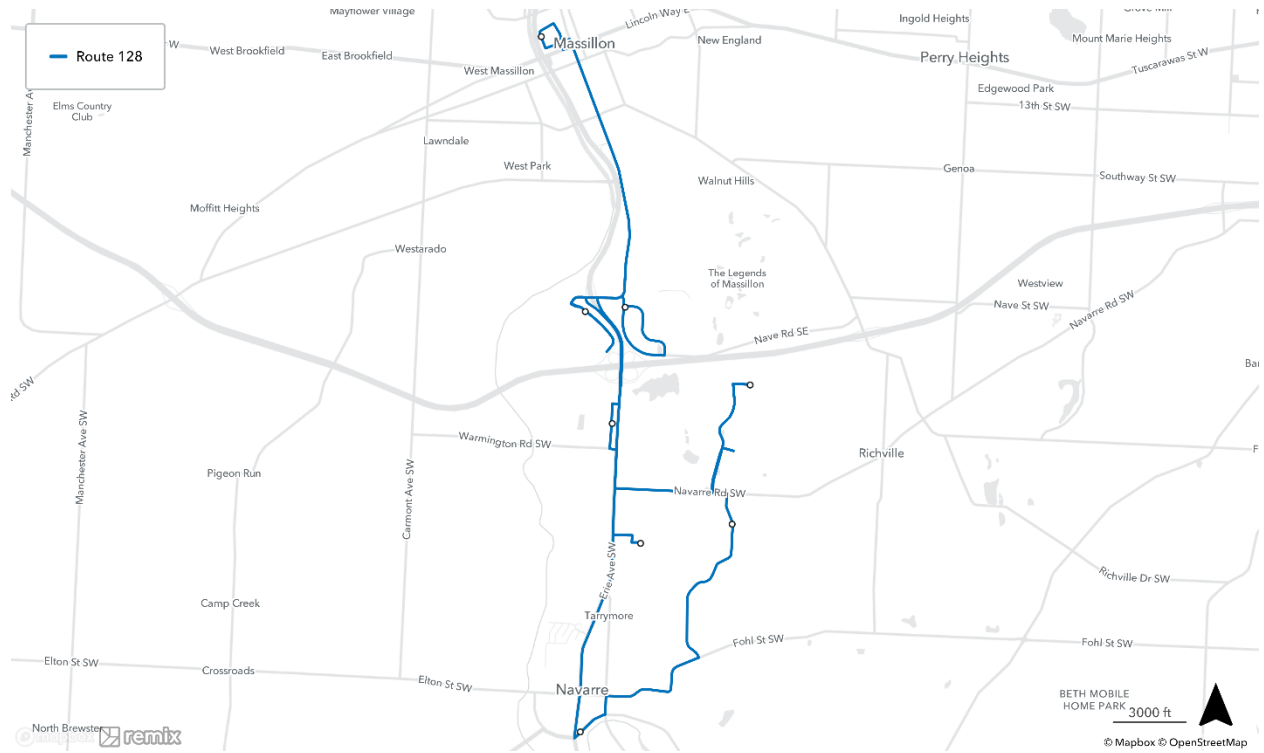 Mayflower Village
Lincoln Way E
Ingold Heights
Route 128
West Brookfield
East Brookfield
Massillon
New England
Mount Marie Heights
Perry Heights
Tuscarawas St W
West Massillon
Edgewood Park
13th St SW
Elms Country
Club
Lawndale
West Park
Genoa
Southway St SW
Walnut Hills
Moffitt Heights
Westarado
The Legends
of Massillon
Westview
Nave St SW
Navarre Rd SW
Nave Rd SE
Rd SW
Manchester Ave SW
Warmington Rd SW
Richville
Pigeon Run
Carmont Ave SW
Navarre Rd SW
Erie Ave SW
Richville Dr SW
Camp Creek
Tarrymore
Fohl St SW
Fohl St SW
Elton St SW
Crossroads
Elton St SW
Navarre
BETH MOBILE
HOME PARK
3000 ft
North Brewster
mapbox
remix
© Mapbox © OpenStreetMap